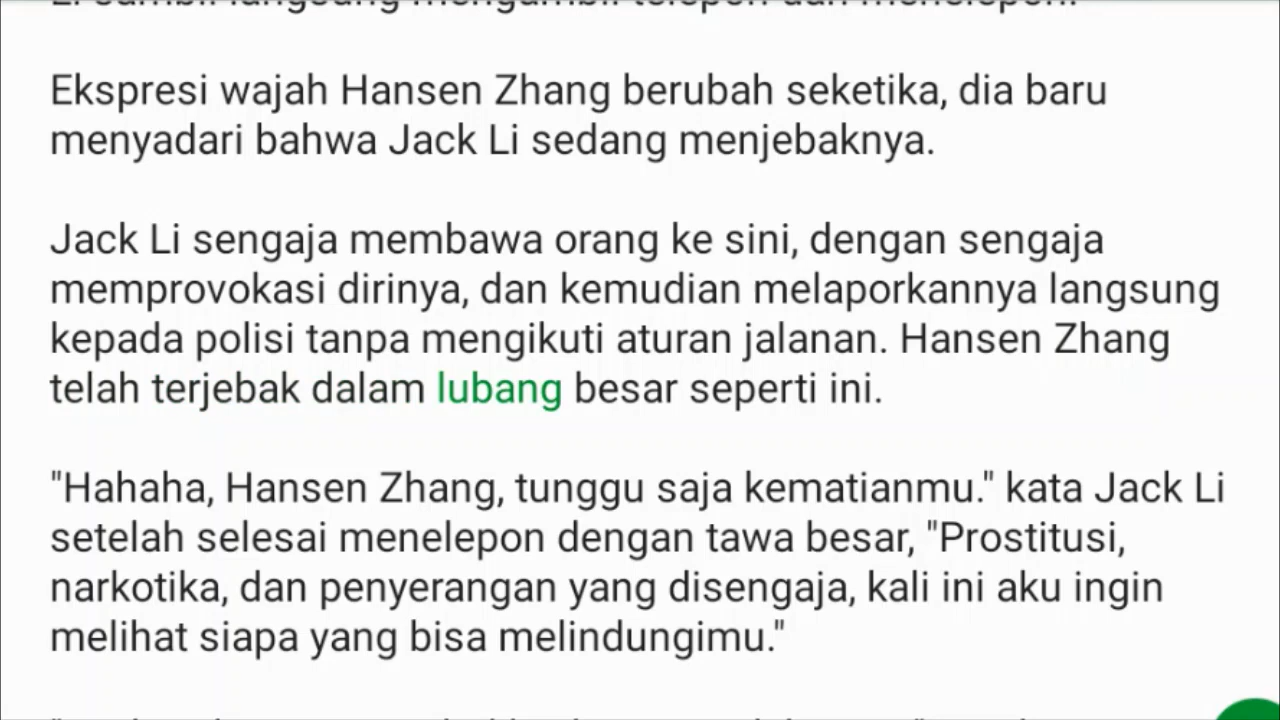 Ekspresi wajah Hansen Zhang berubah seketika, dia baru
menyadari bahwa Jack Li sedang menjebaknya.
Jack Li sengaja membawa orang ke sini, dengan sengaja
memprovokasi dirinya, dan kemudian melaporkannya langsung
kepada polisi tanpa mengikuti aturan jalanan. Hansen Zhang
telah terjebak dalam lubang besar seperti ini.
"Hahaha, Hansen Zhang, tunggu saja kematianmu." kata Jack Li
setelah selesai menelepon dengan tawa besar, "Prostitusi,
narkotika, dan penyerangan yang disengaja, kali ini aku ingin
melihat siapa yang bisa melindungimu."